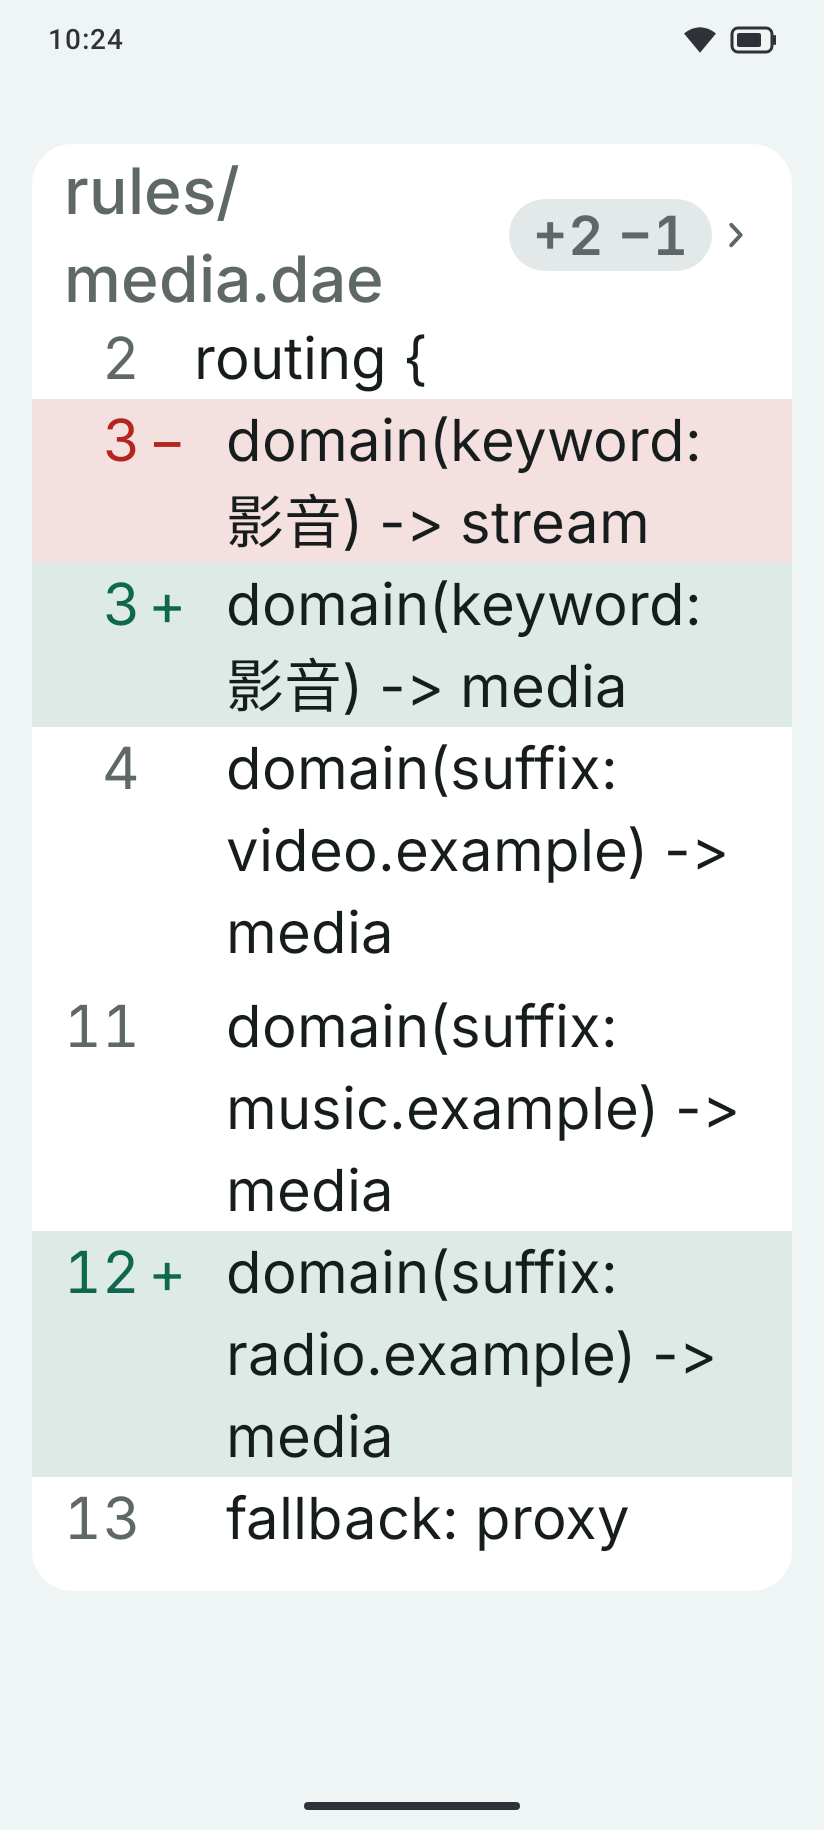 10:24
rules/
media.dae
+2 −1
2 routing {
3 − domain(keyword:
影音) -> stream
3 + domain(keyword:
影音) -> media
4 domain(suffix:
video.example) ->
media
11 domain(suffix:
music.example) ->
media
12 + domain(suffix:
radio.example) ->
media
13 fallback: proxy